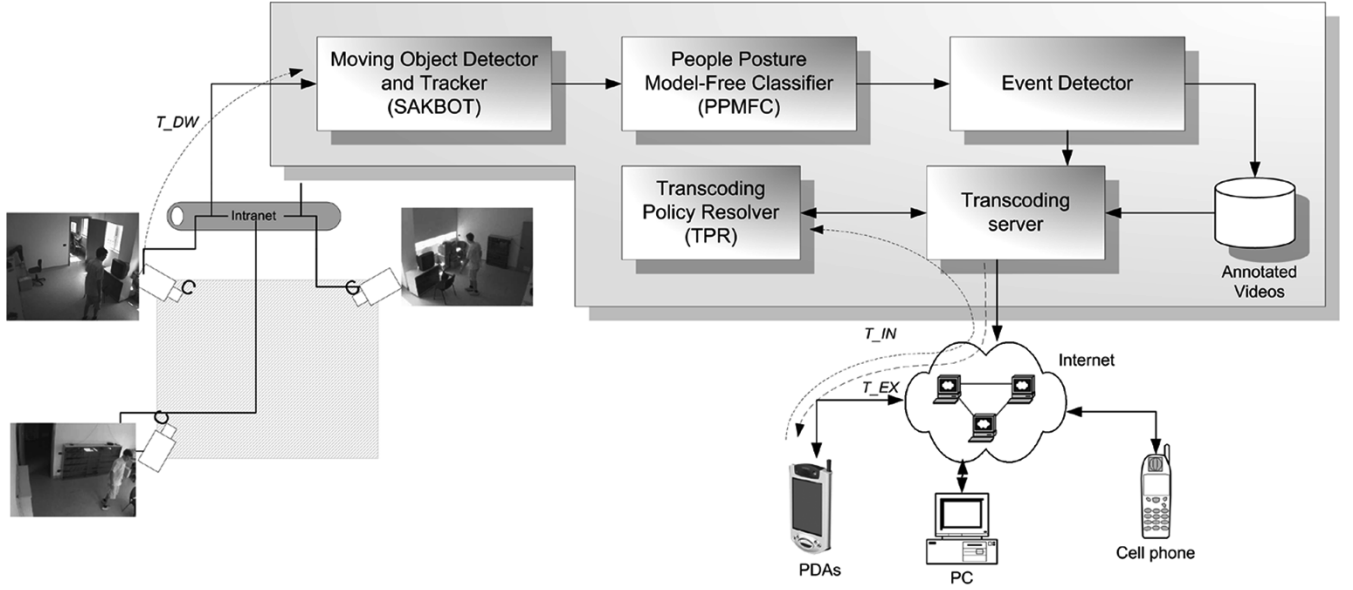 Moving Object Detector
and Tracker
(SAKBOT)
People Posture
Model-Free Classifier
(PPMFC)
Event Detector
T_DW
Intranet
Transcoding
Policy Resolver
(TPR)
Transcoding
server
Annotated
Videos
T_IN
T_EX
Internet
PDAs
PC
Cell phone